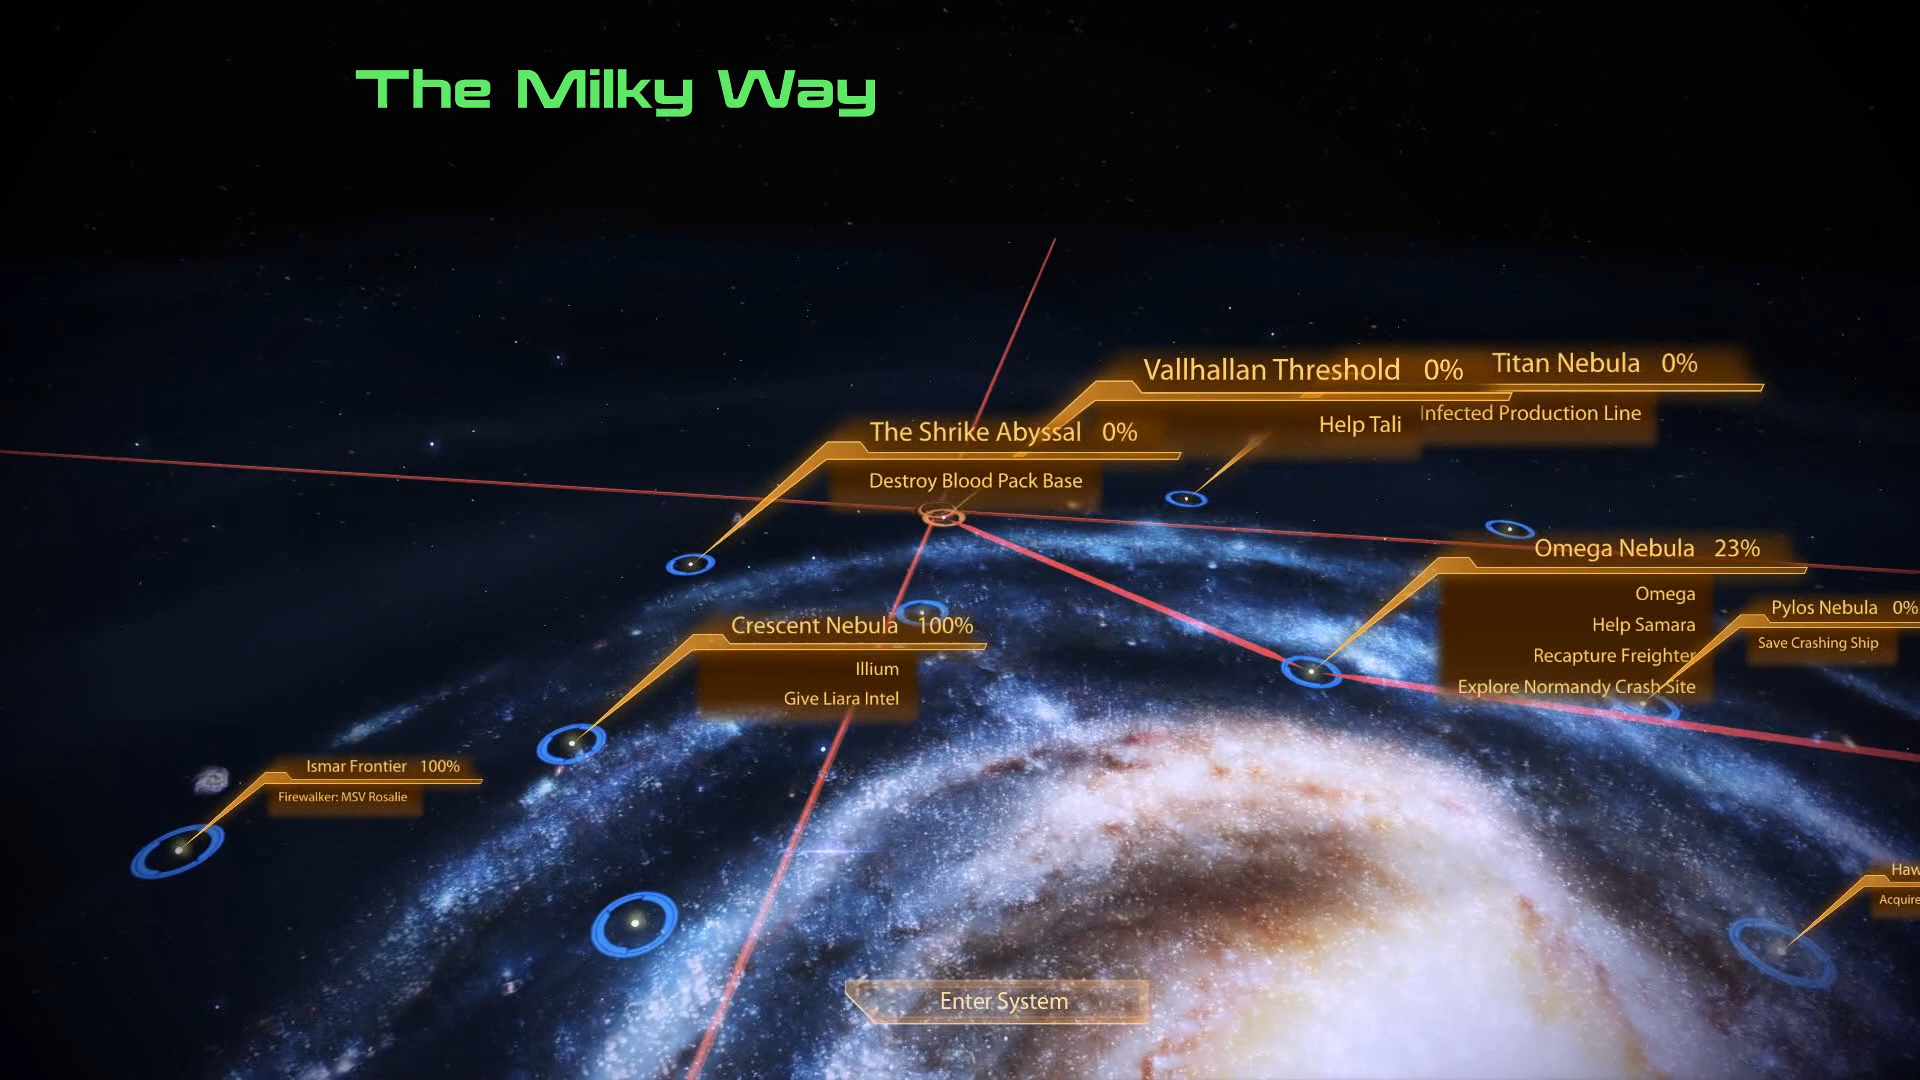 The Milky Way
Vallhallan Threshold 0%
Help Tali
Titan Nebula 0%
Infected Production Line
The Shrike Abyssal 0%
Destroy Blood Pack Base
Omega Nebula 23%
Omega
Help Samara
Recapture Freighter
Explore Normandy Crash Site
Pylos Nebula 0%
Save Crashing Ship
Crescent Nebula 100%
Illium
Give Liara Intel
Ismar Frontier 100%
Firewalker: MSV Rosalie
Haw
Acquire
Enter System